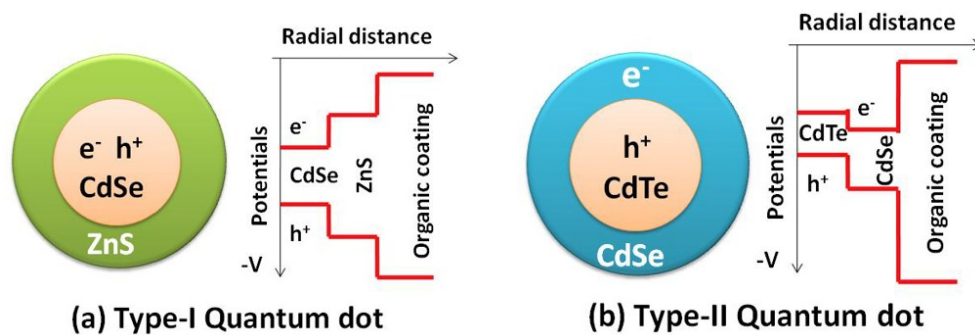 Radial distance
e⁻ h⁺
CdSe
ZnS
Potentials
-V
e⁻
CdSe
h⁺
ZnS
Organic coating
(a) Type-I Quantum dot
Radial distance
e⁻
h⁺
CdTe
CdSe
Potentials
-V
e⁻
CdTe
h⁺
CdSe
Organic coating
(b) Type-II Quantum dot